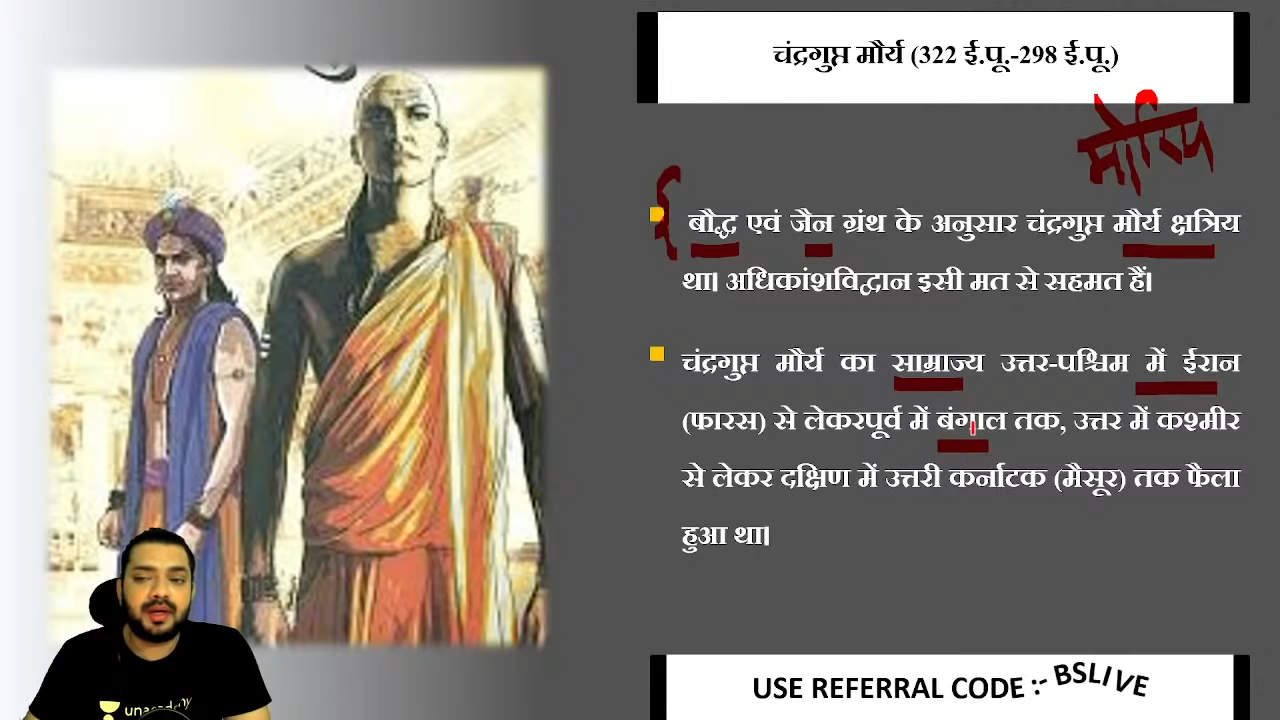 चंद्रगुप्त मौर्य (322 ई.पू.-298 ई.पू.)
मोरिय
बौद्ध एवं जैन ग्रंथ के अनुसार चंद्रगुप्त मौर्य क्षत्रिय
था। अधिकांशविद्वान इसी मत से सहमत हैं।
चंद्रगुप्त मौर्य का साम्राज्य उत्तर-पश्चिम में ईरान
(फारस) से लेकरपूर्व में बंगाल तक, उत्तर में कश्मीर
से लेकर दक्षिण में उत्तरी कर्नाटक (मैसूर) तक फैला
हुआ था।
unacademy
USE REFERRAL CODE :- BSLIVE